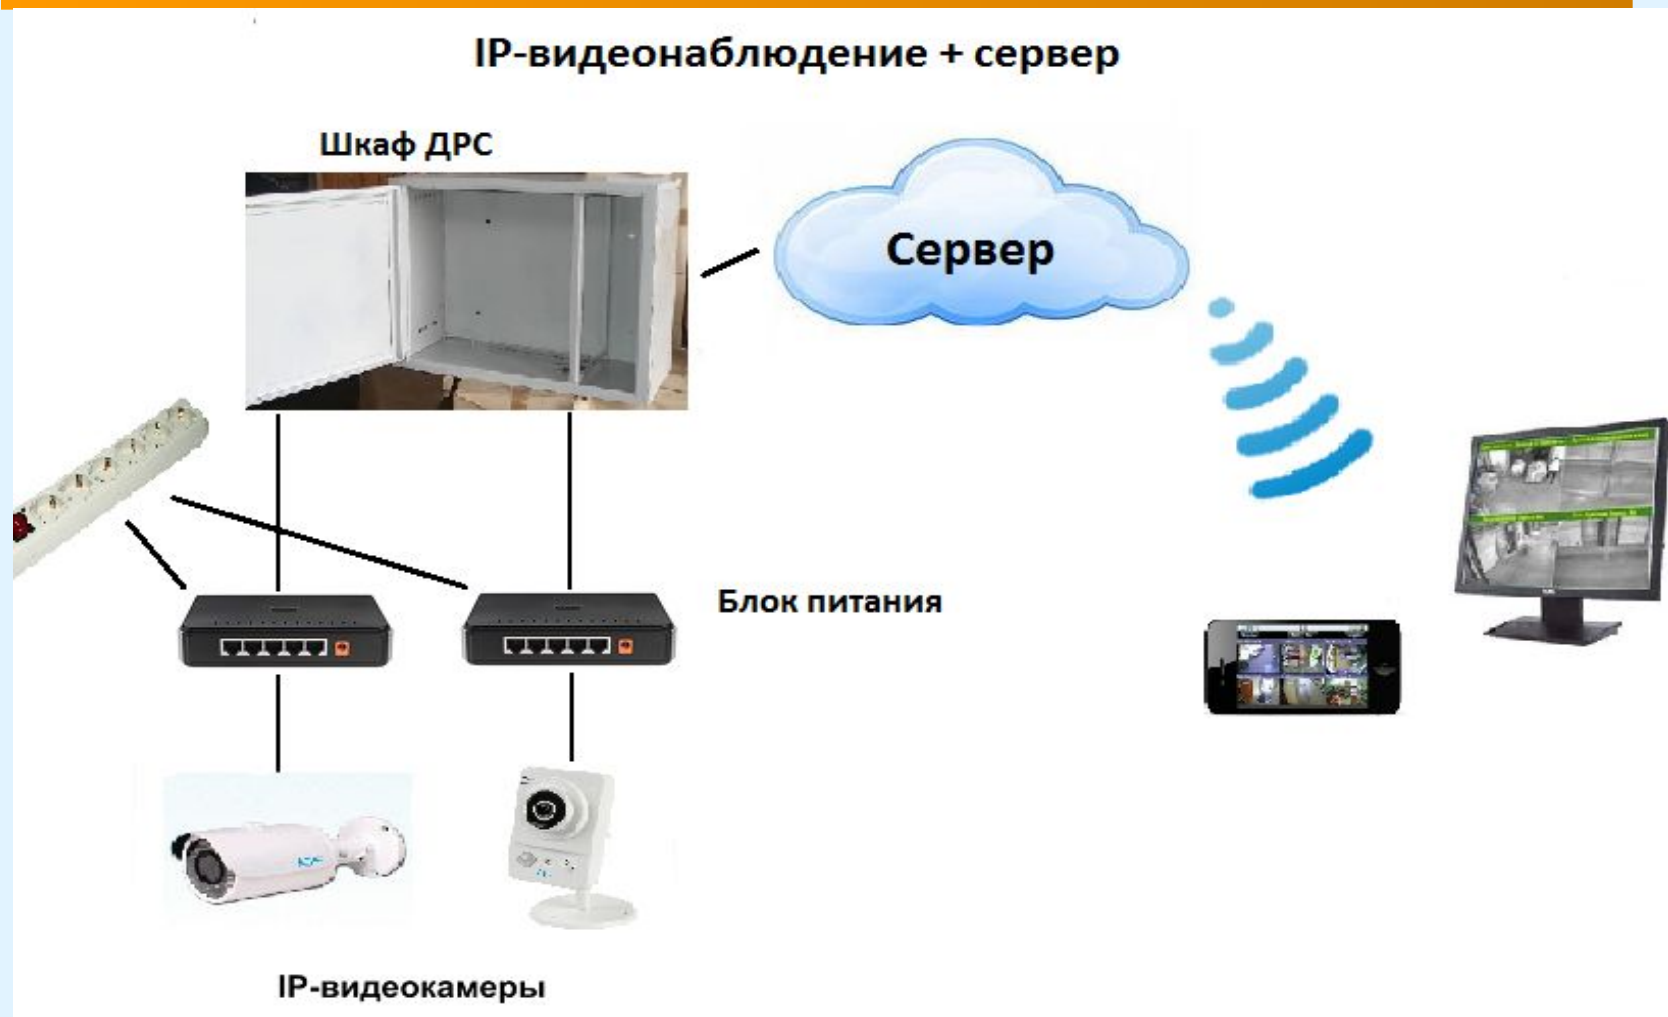 IP-видеонаблюдение + сервер
Шкаф ДРС
Сервер
Блок питания
IP-видеокамеры